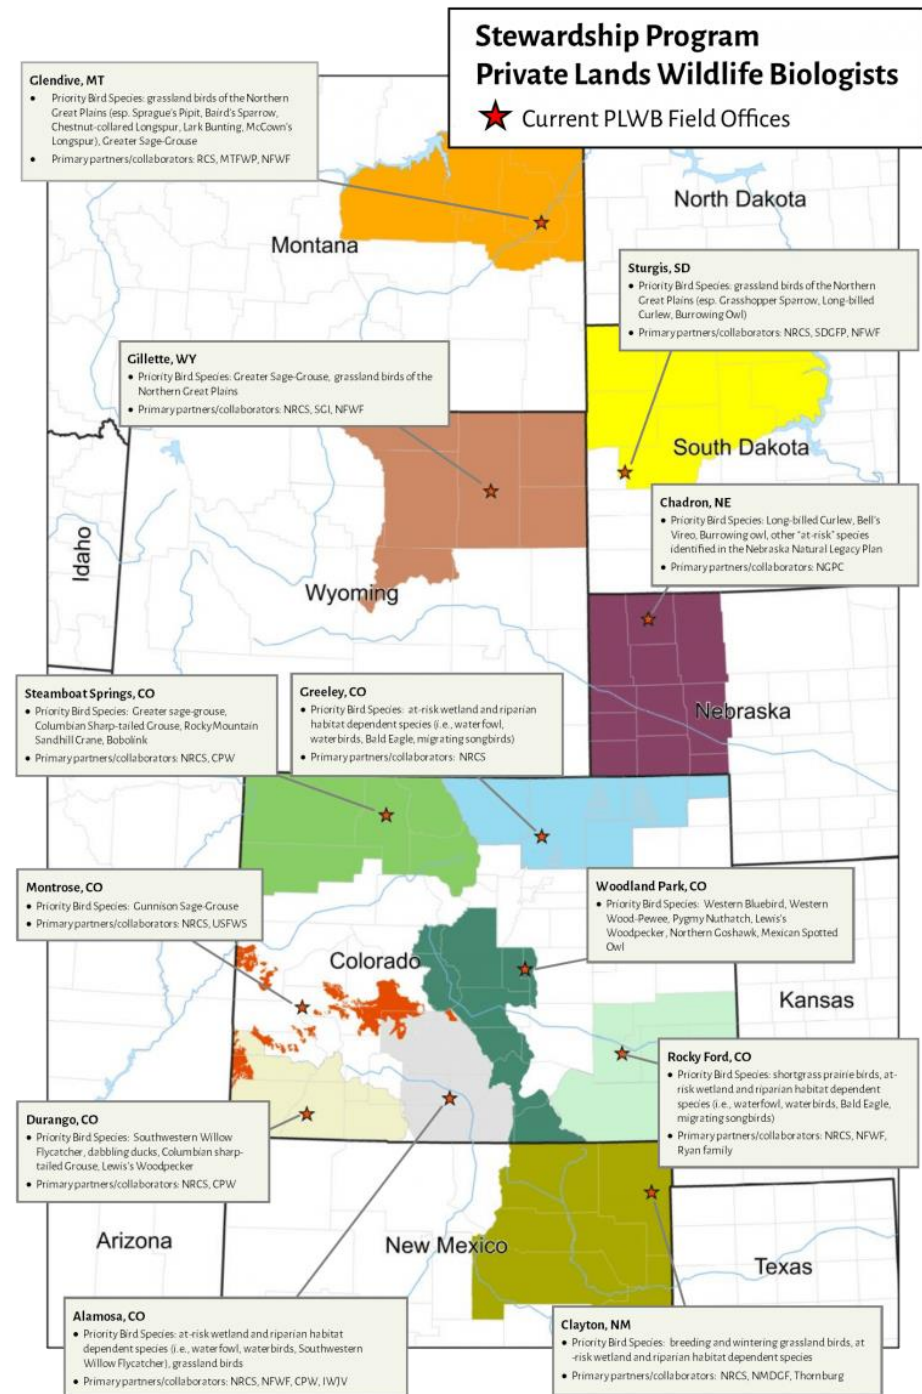 Stewardship Program
Private Lands Wildlife Biologists
Current PLWB Field Offices
Glendive, MT
• Priority Bird Species: grassland birds of the Northern
Great Plains (esp. Sprague's Pipit, Baird's Sparrow,
Chestnut-collared Longspur, Lark Bunting, McCown's
Longspur), Greater Sage-Grouse
• Primary partners/collaborators: RCS, MTFWP, NFWF
North Dakota
Montana
Sturgis, SD
• Priority Bird Species: grassland birds of the Northern
Great Plains (esp. Grasshopper Sparrow, Long-billed
Curlew, Burrowing Owl)
• Primary partners/collaborators: NRCS, SDGFP, NFWF
Gillette, WY
• Priority Bird Species: Greater Sage-Grouse, grassland birds of the
Northern Great Plains
• Primary partners/collaborators: NRCS, SGI, NFWF
South Dakota
Chadron, NE
• Priority Bird Species: Long-billed Curlew, Bell's
Vireo, Burrowing owl, other "at-risk" species
identified in the Nebraska Natural Legacy Plan
• Primary partners/collaborators: NGPC
Idaho
Wyoming
Nebraska
Steamboat Springs, CO
• Priority Bird Species: Greater sage-grouse,
Columbian Sharp-tailed Grouse, Rocky Mountain
Sandhill Crane, Bobolink
• Primary partners/collaborators: NRCS, CPW
Greeley, CO
• Priority Bird Species: at-risk wetland and riparian
habitat dependent species (i.e., waterfowl,
waterbirds, Bald Eagle, migrating songbirds)
• Primary partners/collaborators: NRCS
Montrose, CO
• Priority Bird Species: Gunnison Sage-Grouse
• Primary partners/collaborators: NRCS, USFWS
Woodland Park, CO
• Priority Bird Species: Western Bluebird, Western
Wood-Pewee, Pygmy Nuthatch, Lewis's
Woodpecker, Northern Goshawk, Mexican Spotted
Owl
Colorado
Kansas
Rocky Ford, CO
• Priority Bird Species: shortgrass prairie birds, at-
risk wetland and riparian habitat dependent
species (i.e., waterfowl, waterbirds, Bald Eagle,
migrating songbirds)
• Primary partners/collaborators: NRCS, NFWF,
Ryan family
Durango, CO
• Priority Bird Species: Southwestern Willow
Flycatcher, dabbling ducks, Columbian sharp-
tailed Grouse, Lewis's Woodpecker
• Primary partners/collaborators: NRCS, CPW
Arizona
New Mexico
Texas
Alamosa, CO
• Priority Bird Species: at-risk wetland and riparian habitat
dependent species (i.e., waterfowl, waterbirds, Southwestern
Willow Flycatcher), grassland birds
• Primary partners/collaborators: NRCS, NFWF, CPW, IWJV
Clayton, NM
• Priority Bird Species: breeding and wintering grassland birds, at
-risk wetland and riparian habitat dependent species
• Primary partners/collaborators: NRCS, NMDGF, Thornburg